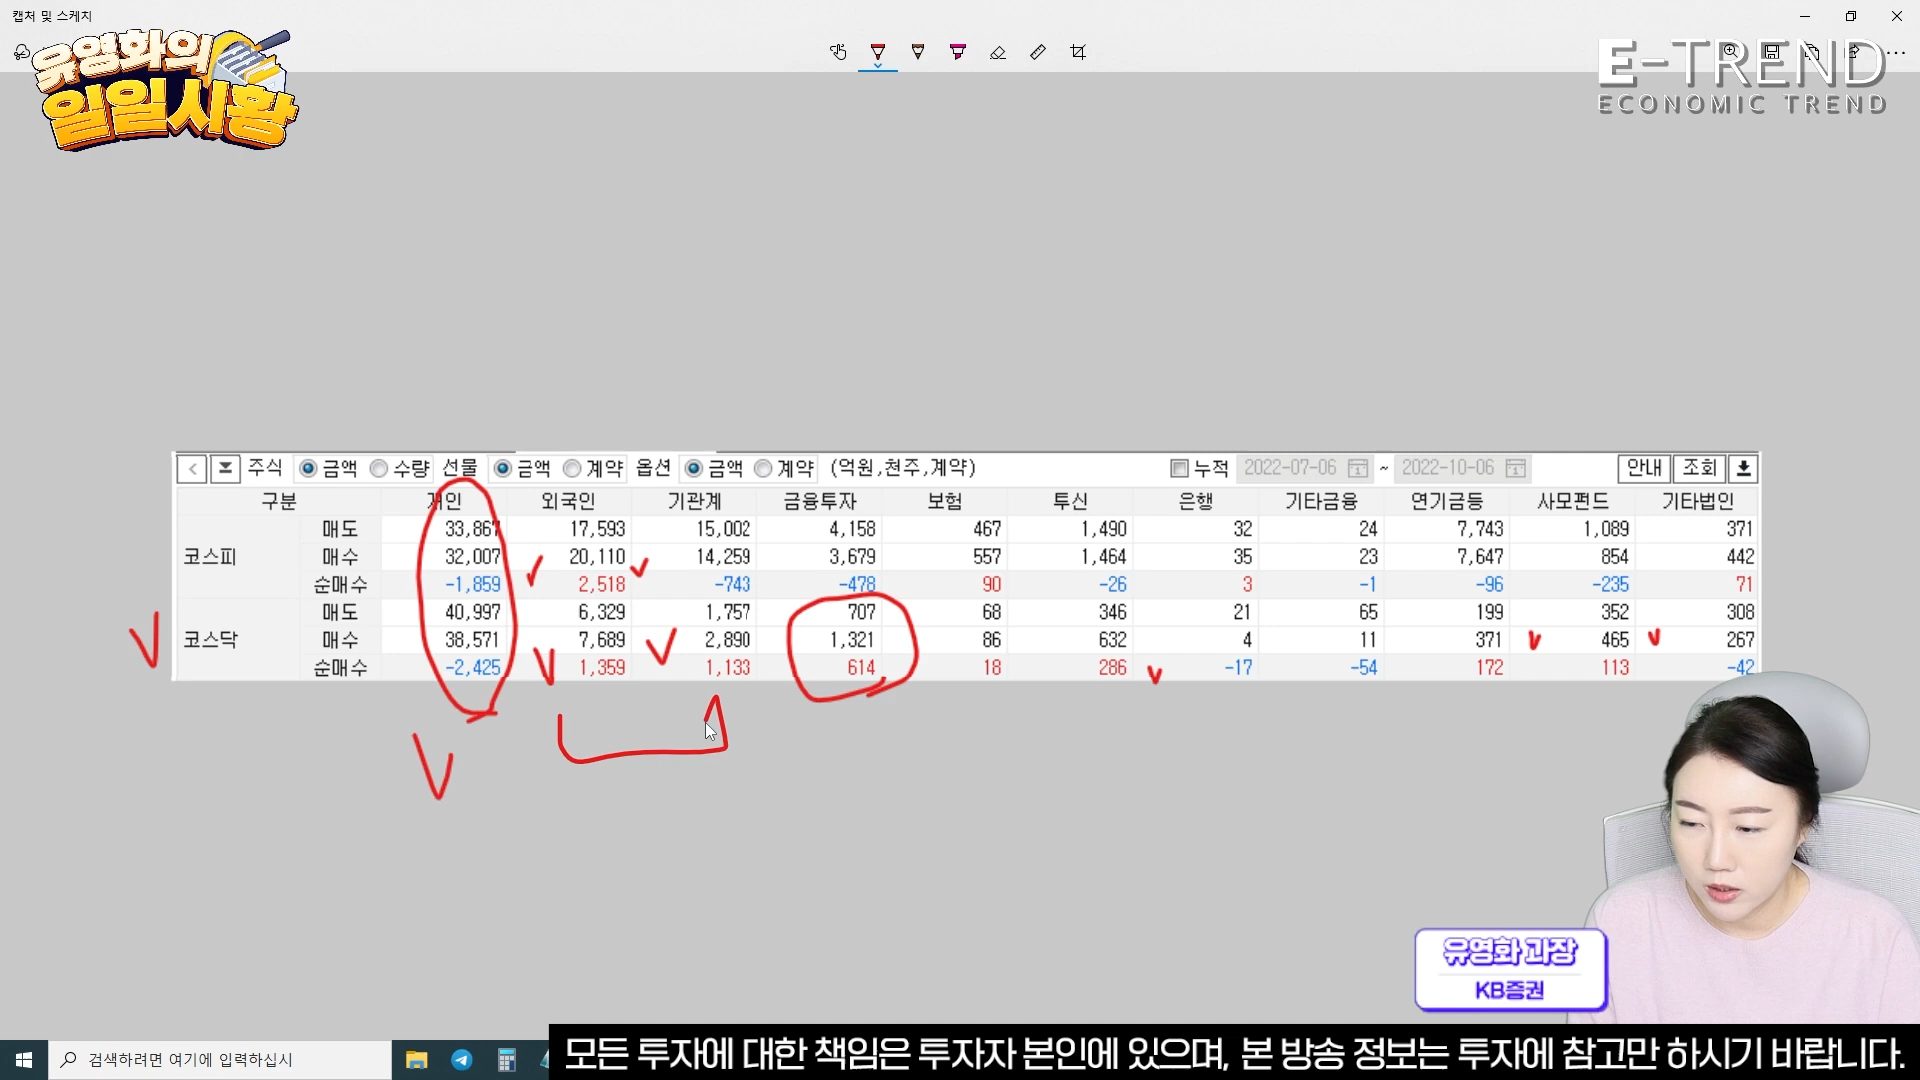 캡처 및 스케치
유영화의
일일시황
E-TREND
ECONOMIC TREND
주식 금액 수량 선물 금액 계약 옵션 금액 계약 (억원,천주,계약) 누적 2022-07-06 ~ 2022-10-06 안내 조회
구분 개인 외국인 기관계 금융투자 보험 투신 은행 기타금융 연기금등 사모펀드 기타법인
매도 33,867 17,593 15,002 4,158 467 1,490 32 24 7,743 1,089 371
코스피 매수 32,007 20,110 14,259 3,679 557 1,464 35 23 7,647 854 442
순매수 -1,859 2,518 -743 -478 90 -26 3 -1 -96 -235 71
매도 40,997 6,329 1,757 707 68 346 21 65 199 352 308
코스닥 매수 38,571 7,689 2,890 1,321 86 632 4 11 371 465 267
순매수 -2,425 1,359 1,133 614 18 286 -17 -54 172 113 -42
유영화 과장
KB증권
검색하려면 여기에 입력하십시
모든 투자에 대한 책임은 투자자 본인에 있으며, 본 방송 정보는 투자에 참고만 하시기 바랍니다.